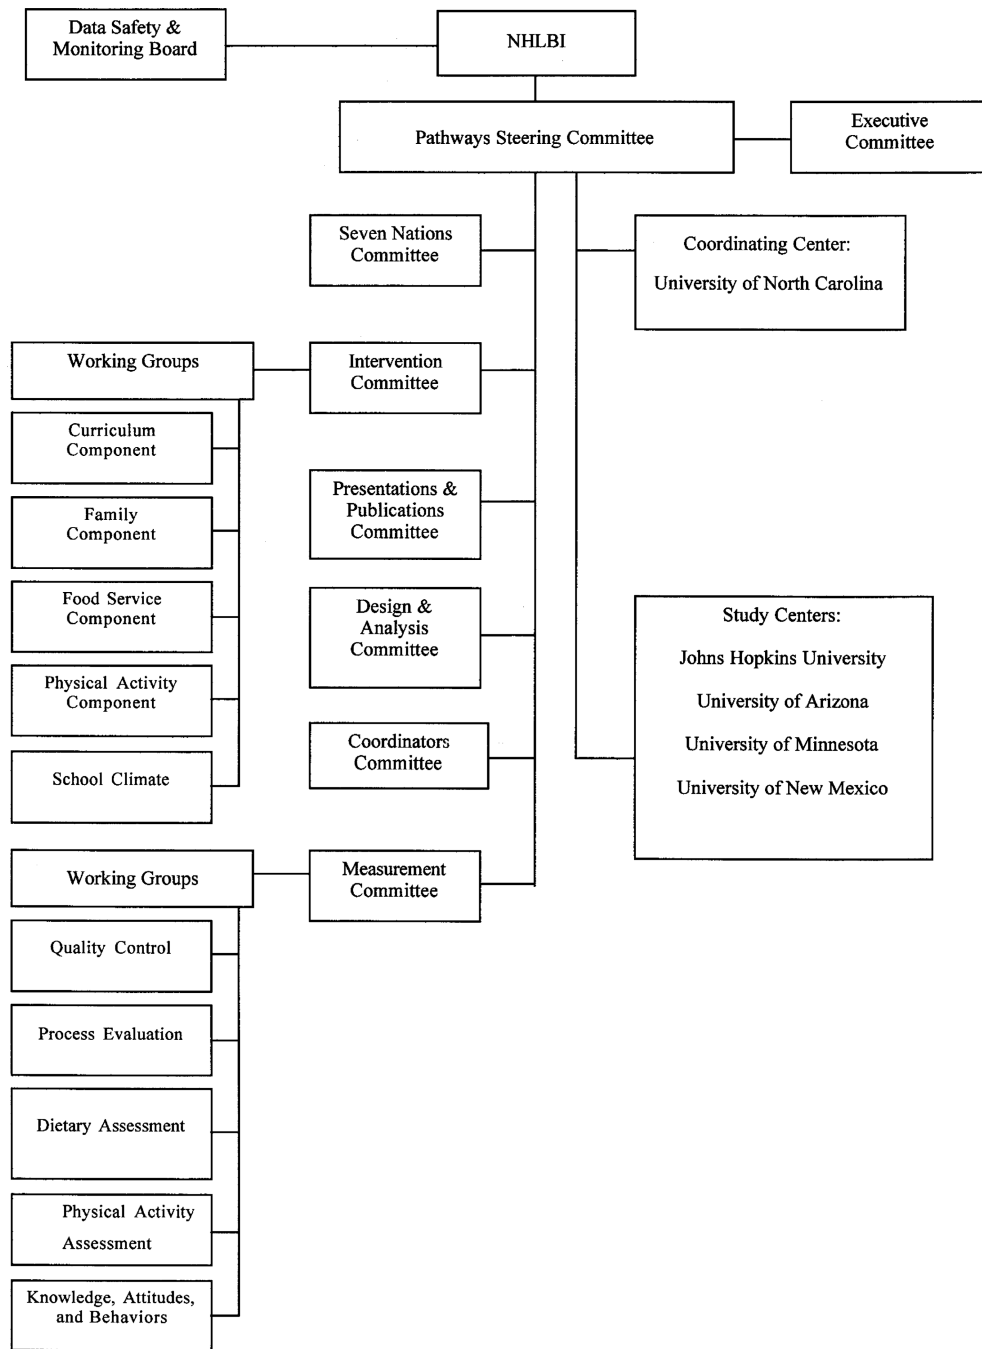 Data Safety &
Monitoring Board
NHLBI
Pathways Steering Committee
Executive
Committee
Seven Nations
Committee
Coordinating Center:
University of North Carolina
Working Groups
Intervention
Committee
Curriculum
Component
Family
Component
Food Service
Component
Physical Activity
Component
School Climate
Presentations &
Publications
Committee
Design &
Analysis
Committee
Coordinators
Committee
Study Centers:
Johns Hopkins University
University of Arizona
University of Minnesota
University of New Mexico
Working Groups
Measurement
Committee
Quality Control
Process Evaluation
Dietary Assessment
Physical Activity
Assessment
Knowledge, Attitudes,
and Behaviors